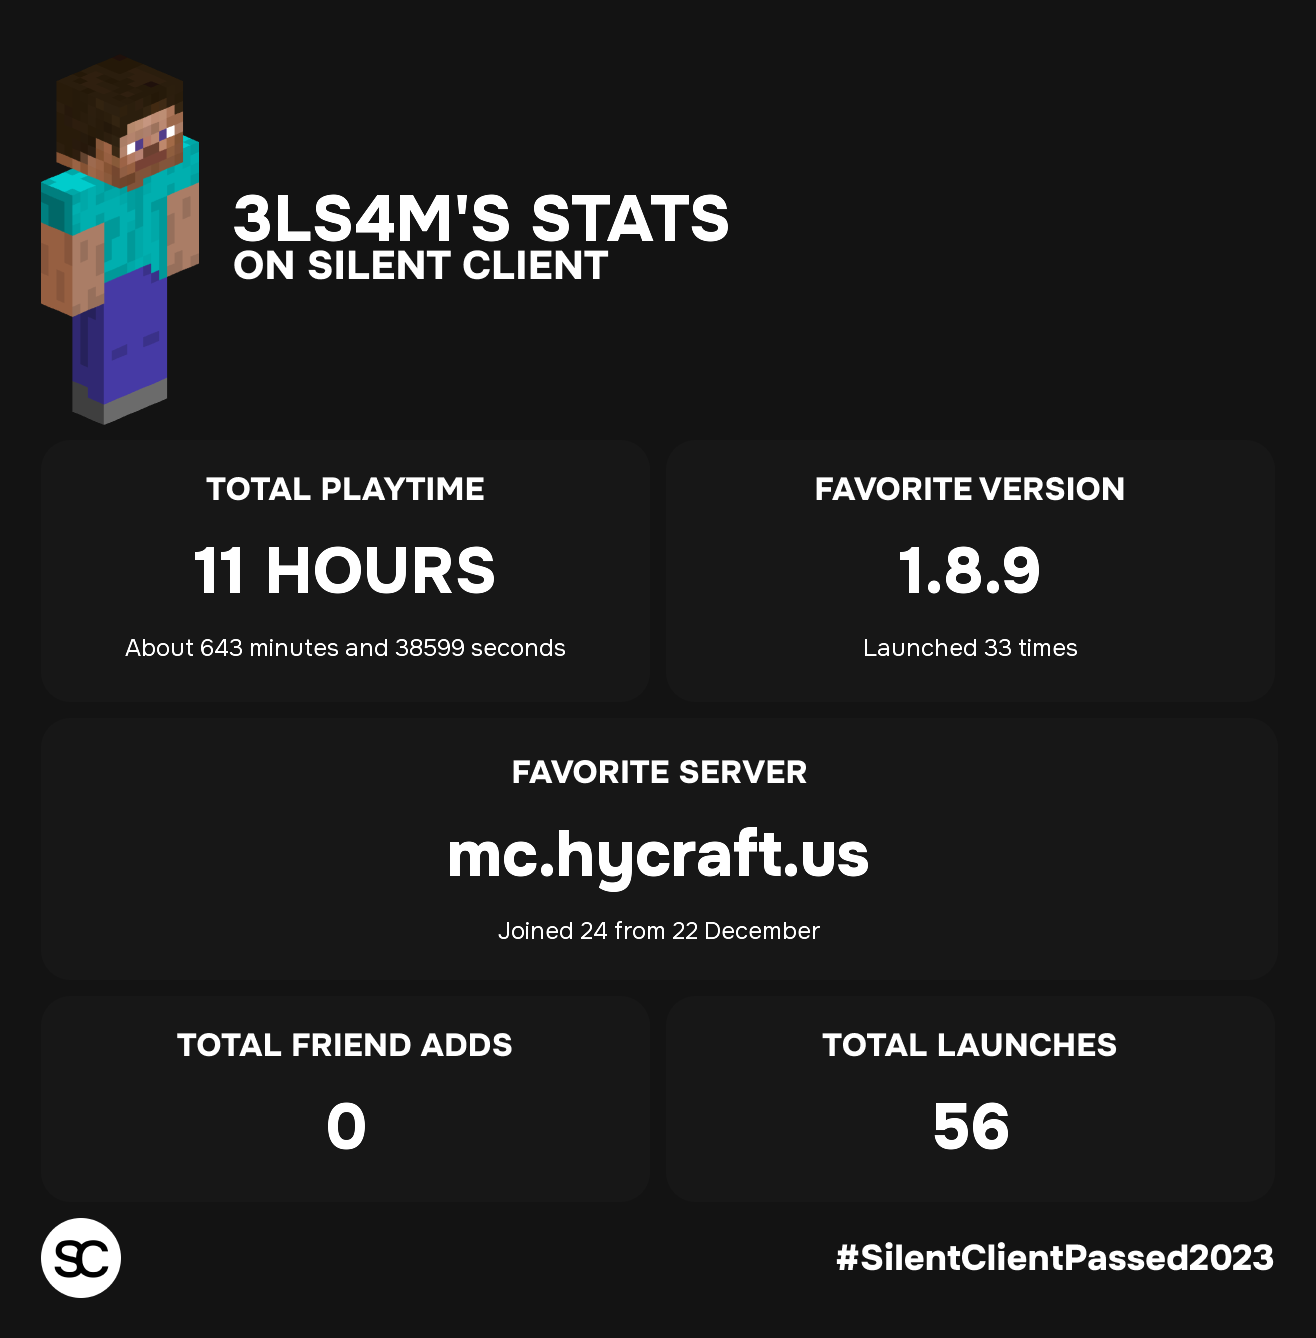 3LS4M'S STATS
ON SILENT CLIENT
TOTAL PLAYTIME
11 HOURS
About 643 minutes and 38599 seconds
FAVORITE VERSION
1.8.9
Launched 33 times
FAVORITE SERVER
mc.hycraft.us
Joined 24 from 22 December
TOTAL FRIEND ADDS
0
TOTAL LAUNCHES
56
SC
#SilentClientPassed2023